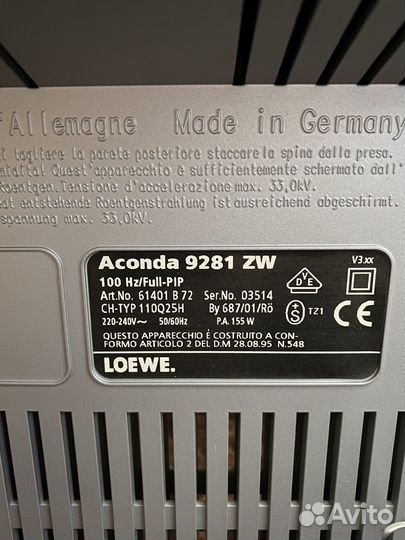 'Allemagne Made in Germany
togliere la parete posteriore staccare la spina dalla presa.
Quest'apparecchio è sufficientemente schermato dall'
Roentgen.Tensione d'accelerazione max. 33,0kV.
entstehende Röntgenstrahlung ist ausreichend abgeschirmt.
spannung max. 33,0kV.
Aconda 9281 ZW
V3.xx
100 Hz/Full-PIP
Art.No. 61401 B 72 Ser.No. 03514
CH-TYP 110Q25H By 687/01/Rö
220-240V~ 50/60Hz P.A. 155 W
DVE
S TZ1 CE
QUESTO APPARECCHIO È COSTRUITO A CON-
FORMO ARTICOLO 2 DEL D.M 28.08.95 N.548
LOEWE.
Avito